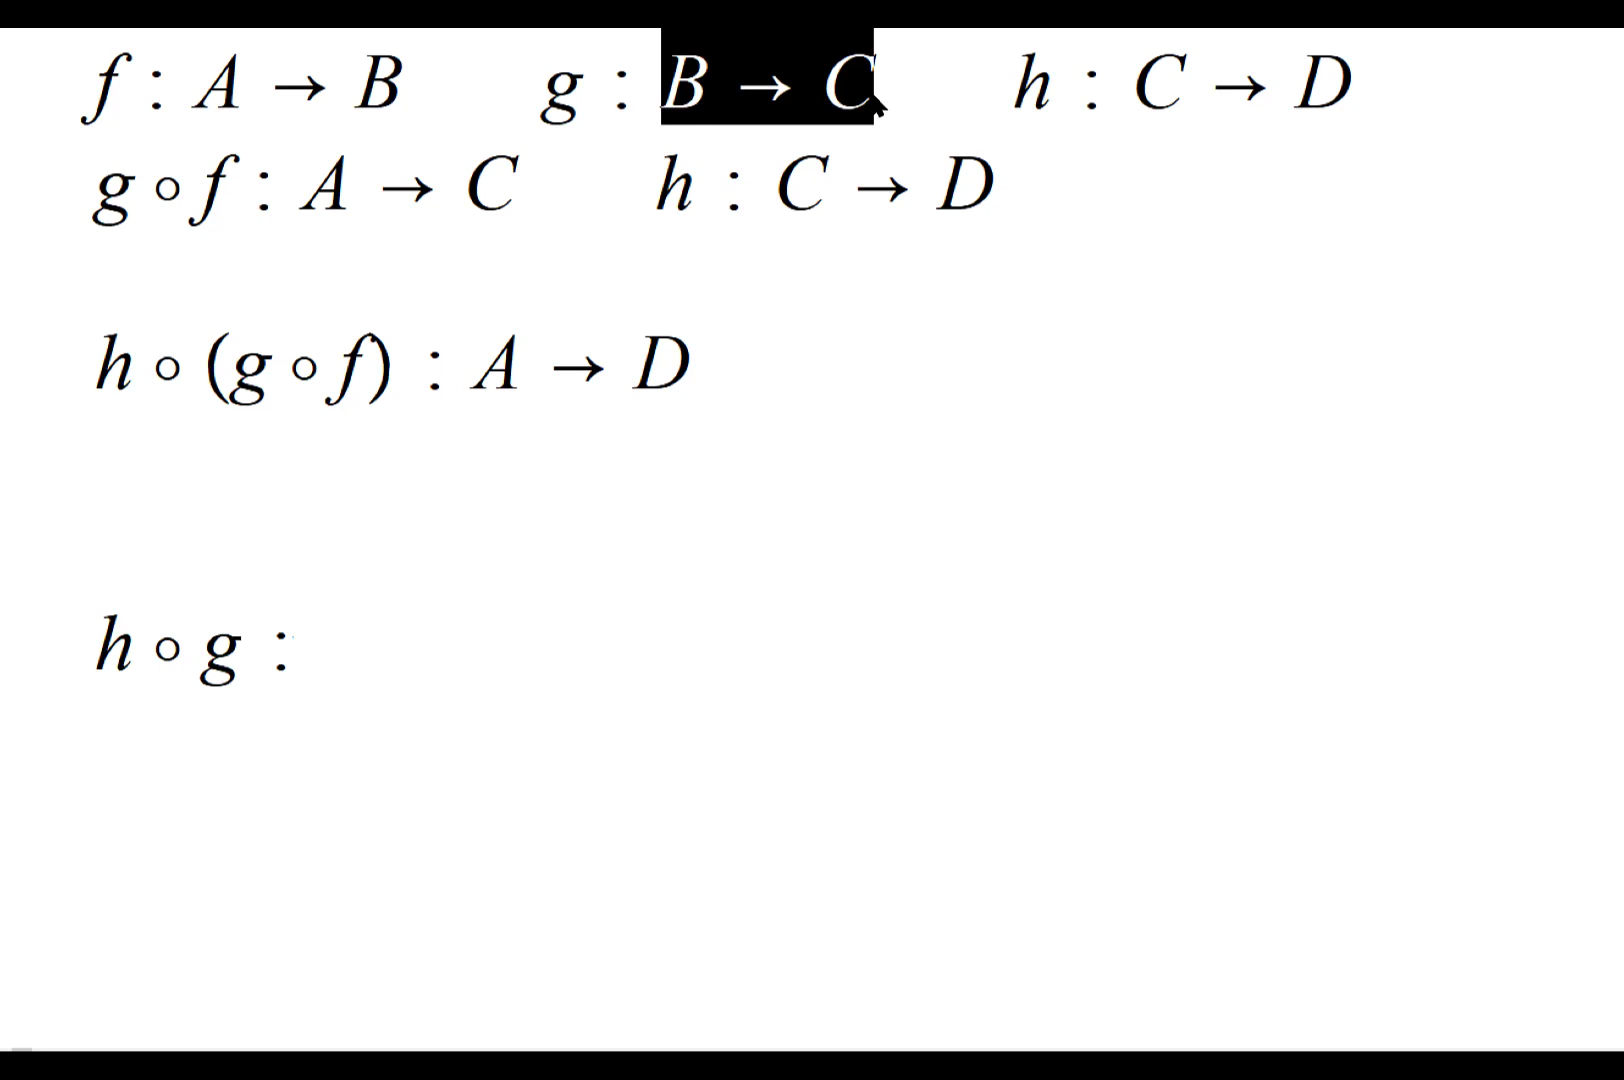 f : A → B g : B → C h : C → D
g ∘ f : A → C h : C → D
h ∘ (g ∘ f) : A → D
h ∘ g :